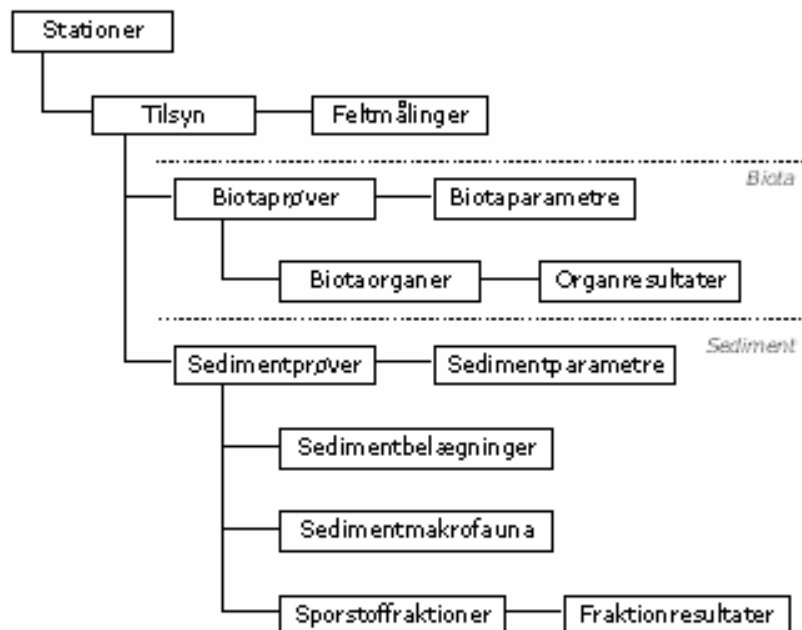 Stationer
Tilsyn
Feltmålinger
Biota
Biotaprøver
Biotaparametre
Biotaorganer
Organresultater
Sediment
Sedimentprøver
Sedimentparametre
Sedimentbelægninger
Sedimentmakrofauna
Sporstoffraktioner
Fraktionresultater